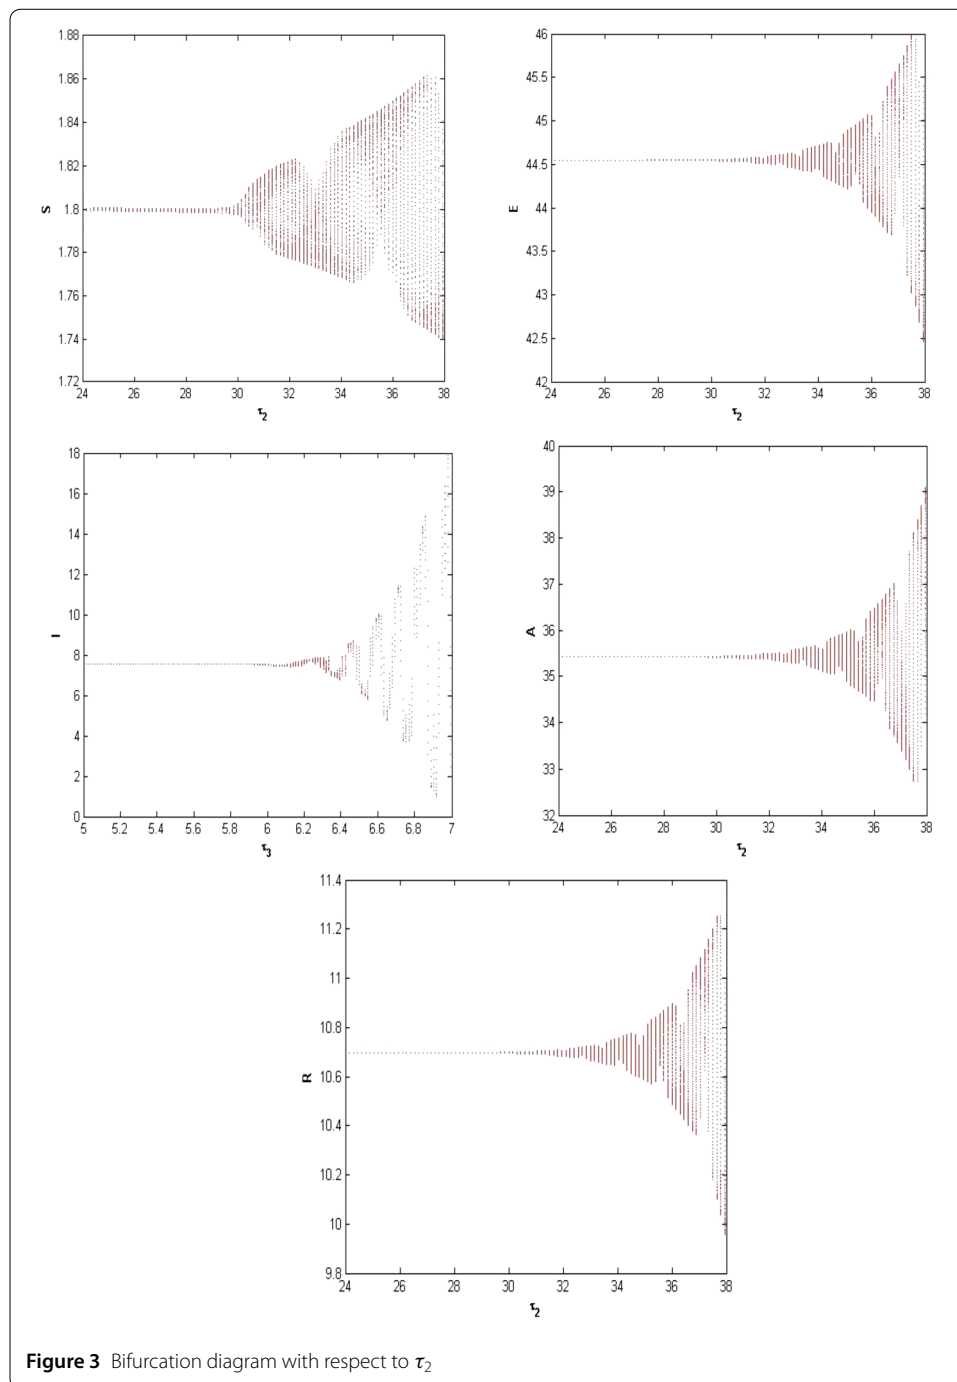 1.88
1.86
1.84
1.82
1.8
1.78
1.76
1.74
1.72
S
24 26 28 30 32 34 36 38
τ2
46
45.5
45
44.5
44
43.5
43
42.5
42
E
24 26 28 30 32 34 36 38
τ2
18
16
14
12
10
8
6
4
2
0
I
5 5.2 5.4 5.6 5.8 6 6.2 6.4 6.6 6.8 7
τ3
40
39
38
37
36
35
34
33
32
A
24 26 28 30 32 34 36 38
τ2
11.4
11.2
11
10.8
10.6
10.4
10.2
10
9.8
R
24 26 28 30 32 34 36 38
τ2
Figure 3 Bifurcation diagram with respect to τ2